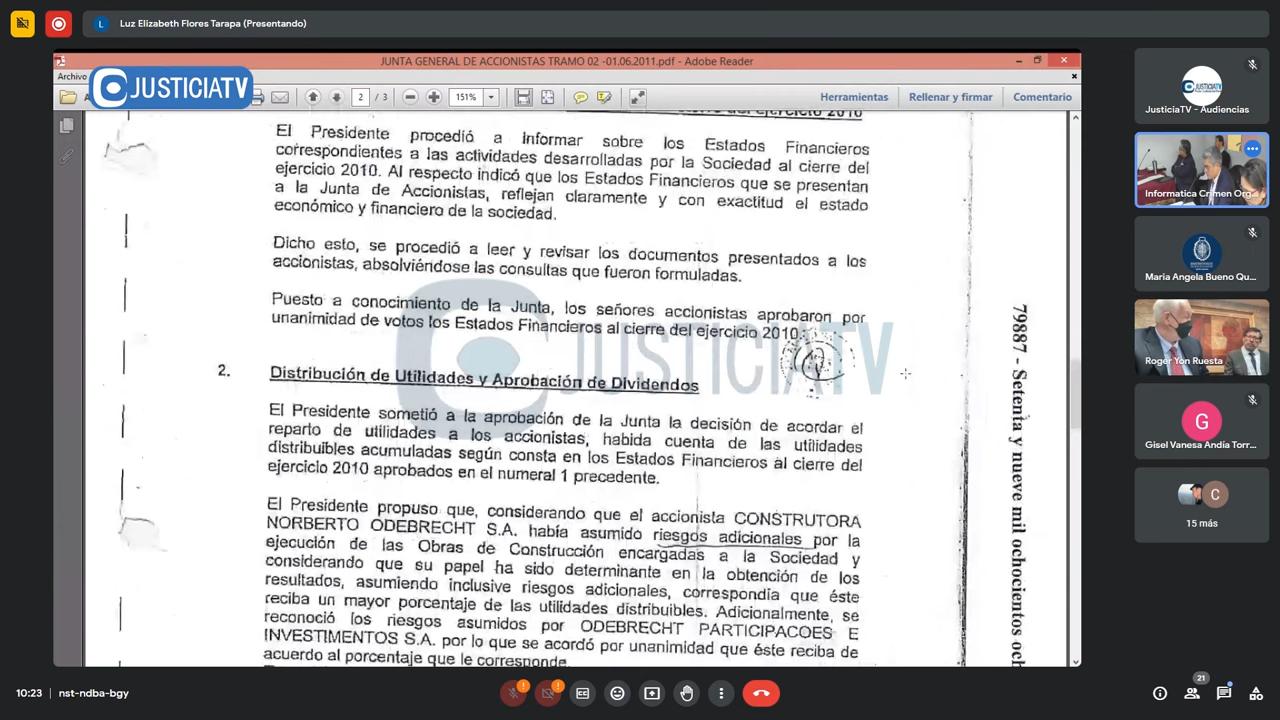 Luz Elizabeth Flores Tarapa (Presentando)
JUNTA GENERAL DE ACCIONISTAS TRAMO 02 -01.06.2011.pdf - Adobe Reader
Archivo
JUSTICIATV
2 / 3
151%
Herramientas
Rellenar y firmar
Comentario
del ejercicio 2010
El Presidente procedió a informar sobre los Estados Financieros
correspondientes a las actividades desarrolladas por la Sociedad al cierre del
ejercicio 2010. Al respecto indicó que los Estados Financieros que se presentan
a la Junta de Accionistas, reflejan claramente y con exactitud el estado
económico y financiero de la sociedad.
Dicho esto, se procedió a leer y revisar los documentos presentados a los
accionistas, absolviéndose las consultas que fueron formuladas.
Puesto a conocimiento de la Junta, los señores accionistas aprobaron por
unanimidad de votos los Estados Financieros al cierre del ejercicio 2010.
JUSTICIATV
2. Distribución de Utilidades y Aprobación de Dividendos
El Presidente sometió a la aprobación de la Junta la decisión de acordar el
reparto de utilidades a los accionistas, habida cuenta de las utilidades
distribuibles acumuladas según consta en los Estados Financieros al cierre del
ejercicio 2010 aprobados en el numeral 1 precedente.
El Presidente propuso que, considerando que el accionista CONSTRUTORA
NORBERTO ODEBRECHT S.A. había asumido riesgos adicionales por la
ejecución de las Obras de Construcción encargadas a la Sociedad y
considerando que su papel ha sido determinante en la obtención de los
resultados, asumiendo inclusive riesgos adicionales, correspondía que éste
reciba un mayor porcentaje de las utilidades distribuibles. Adicionalmente, se
reconoció los riesgos asumidos por ODEBRECHT PARTICIPACOES E
INVESTIMENTOS S.A. por lo que se acordó por unanimidad que éste reciba de
acuerdo al porcentaje que le corresponde.
79887 - Setenta y nueve mil ochocientos och
JusticiaTV - Audiencias
Informatica Crimen Org...
Maria Angela Bueno Qu...
Roger Yon Ruesta
G
Gisel Vanesa Andía Torr...
C
15 más
10:23
nst-ndba-bgy
21